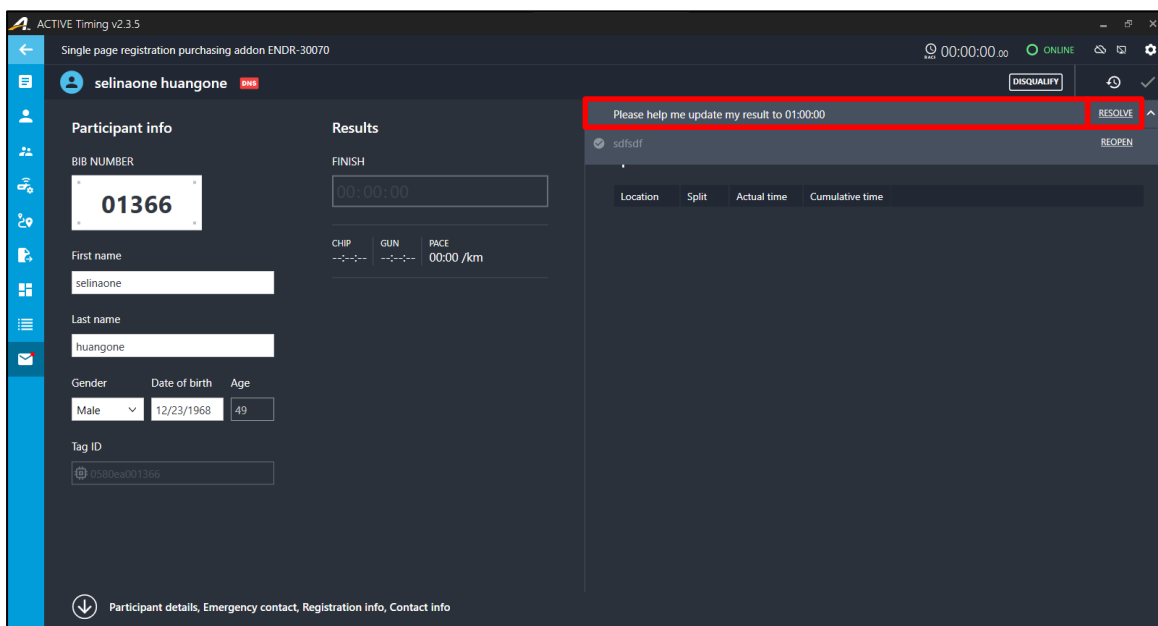 ACTIVE Timing v2.3.5
Single page registration purchasing addon ENDR-30070
RACE 00:00:00.00 ONLINE
selinaone huangone DNS
DISQUALIFY
Participant info
BIB NUMBER
01366
First name
selinaone
Last name
huangone
Gender Date of birth Age
Male 12/23/1968 49
Tag ID
0580ea001366
Results
FINISH
00:00:00
CHIP GUN PACE
--:--:-- --:--:-- 00:00 /km
Please help me update my result to 01:00:00 RESOLVE
sdfsdf REOPEN
Location Split Actual time Cumulative time
Participant details, Emergency contact, Registration info, Contact info